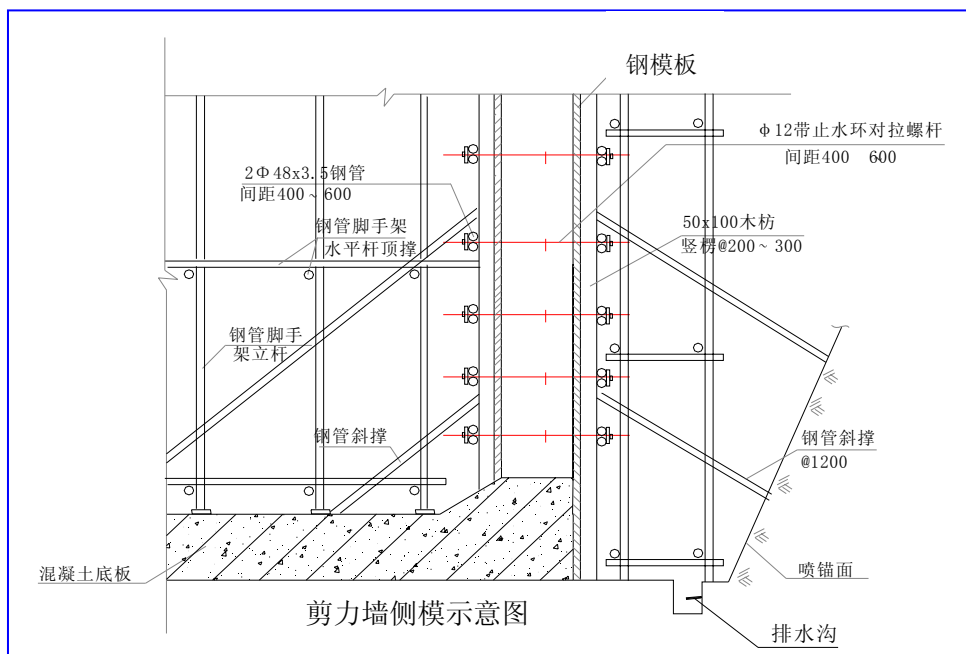 钢模板
φ12带止水环对拉螺杆
间距400 600
2Φ48x3.5钢管
间距400~600
钢管脚手架
水平杆顶撑
50x100木枋
竖楞@200~300
钢管脚手
架立杆
钢管斜撑
钢管斜撑
@1200
混凝土底板
喷锚面
剪力墙侧模示意图
排水沟